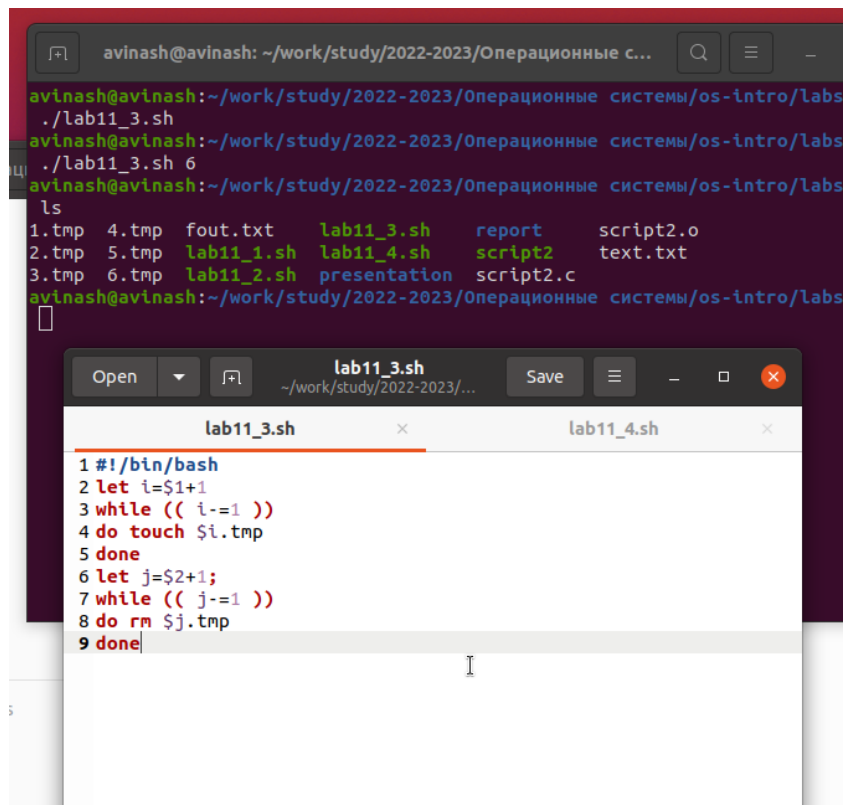 avinash@avinash: ~/work/study/2022-2023/Операционные с...
avinash@avinash:~/work/study/2022-2023/Операционные системы/os-intro/labs
./lab11_3.sh
avinash@avinash:~/work/study/2022-2023/Операционные системы/os-intro/labs
./lab11_3.sh 6
avinash@avinash:~/work/study/2022-2023/Операционные системы/os-intro/labs
ls
1.tmp 4.tmp fout.txt lab11_3.sh report script2.o
2.tmp 5.tmp lab11_1.sh lab11_4.sh script2 text.txt
3.tmp 6.tmp lab11_2.sh presentation script2.c
avinash@avinash:~/work/study/2022-2023/Операционные системы/os-intro/labs
Open lab11_3.sh Save
~/work/study/2022-2023/...
lab11_3.sh lab11_4.sh
1 #!/bin/bash
2 let i=$1+1
3 while (( i-=1 ))
4 do touch $i.tmp
5 done
6 let j=$2+1;
7 while (( j-=1 ))
8 do rm $j.tmp
9 done